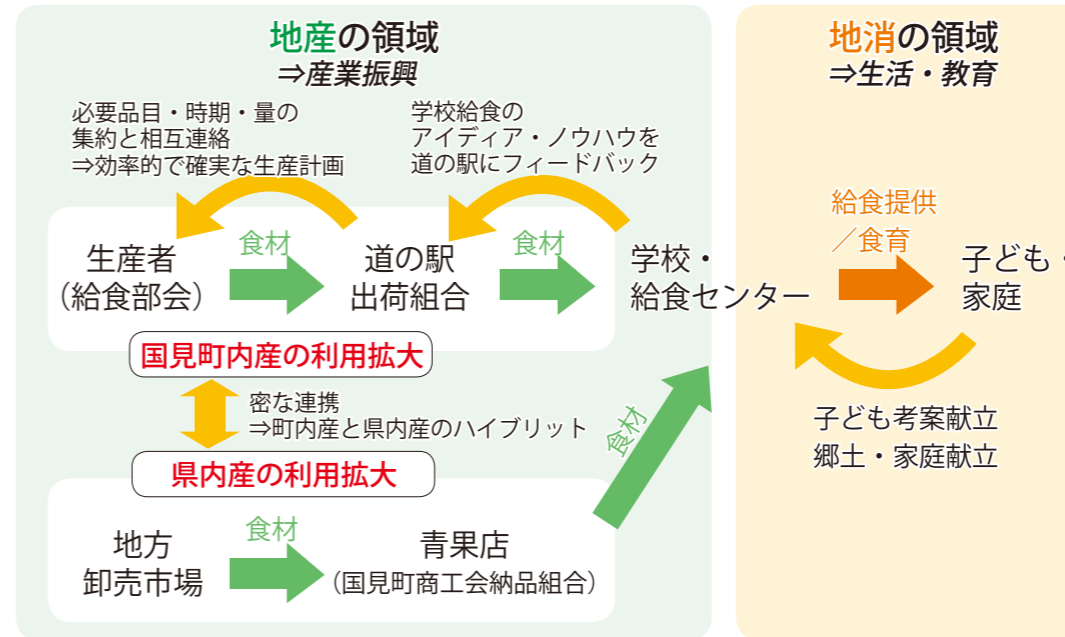 地産の領域
⇒産業振興
必要品目・時期・量の
集約と相互連絡
⇒効率的で確実な生産計画
学校給食の
アイディア・ノウハウを
道の駅にフィードバック
生産者
（給食部会）
食材
道の駅
出荷組合
食材
学校・
給食センター
国見町内産の利用拡大
密な連携
⇒町内産と県内産のハイブリット
県内産の利用拡大
地方
卸売市場
食材
青果店
（国見町商工会納品組合）
食材
地消の領域
⇒生活・教育
給食提供
／食育
子ども・
家庭
子ども考案献立
郷土・家庭献立